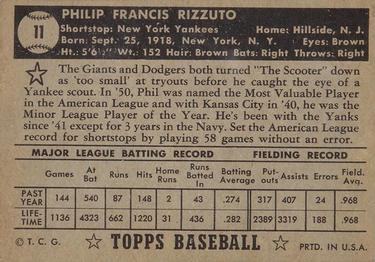 11
PHILIP FRANCIS RIZZUTO
Shortstop: New York Yankees Home: Hillside, N. J.
Born: Sept. 25, 1918, New York, N. Y. Eyes: Brown
Ht.: 5'6½" Wt.: 152 Hair: Brown Bats: Right Throws: Right
The Giants and Dodgers both turned "The Scooter" down
as 'too small' at tryouts before he caught the eye of a
Yankee scout. In '50, Phil was named the Most Valuable Player
in the American League and with Kansas City in '40, he was
the Minor League Player of the Year. He's been with the Yanks
since '41 except for 3 years in the Navy. Set the American League
record for shortstops by playing 58 games without an error.
MAJOR LEAGUE BATTING RECORD FIELDING RECORD
Games At Bat Runs Hits Home Runs Runs Batted In Batting Average Put-outs Assists Errors Field. Avg.
PAST YEAR 144 540 87 148 2 43 .274 317 407 24 .968
LIFE-TIME 1136 4323 662 1220 31 436 .282 2389 3319 188 .968
© T. C. G. TOPPS BASEBALL PRTD. IN U.S.A.